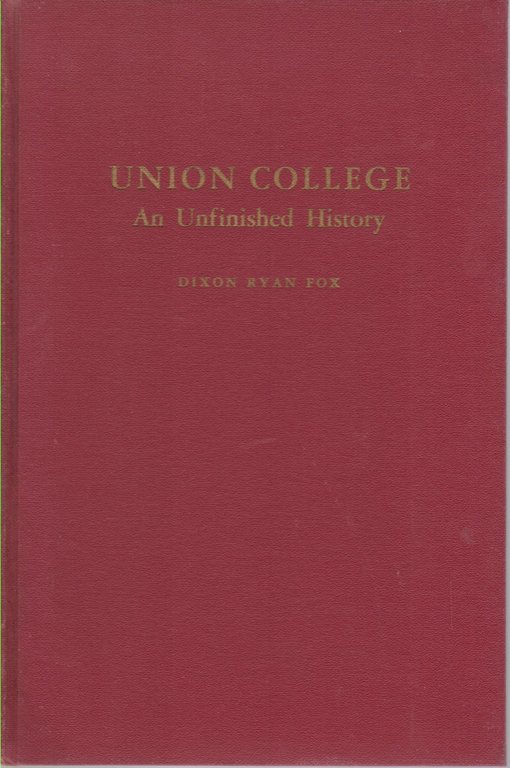 UNION COLLEGE
An Unfinished History
DIXON RYAN FOX